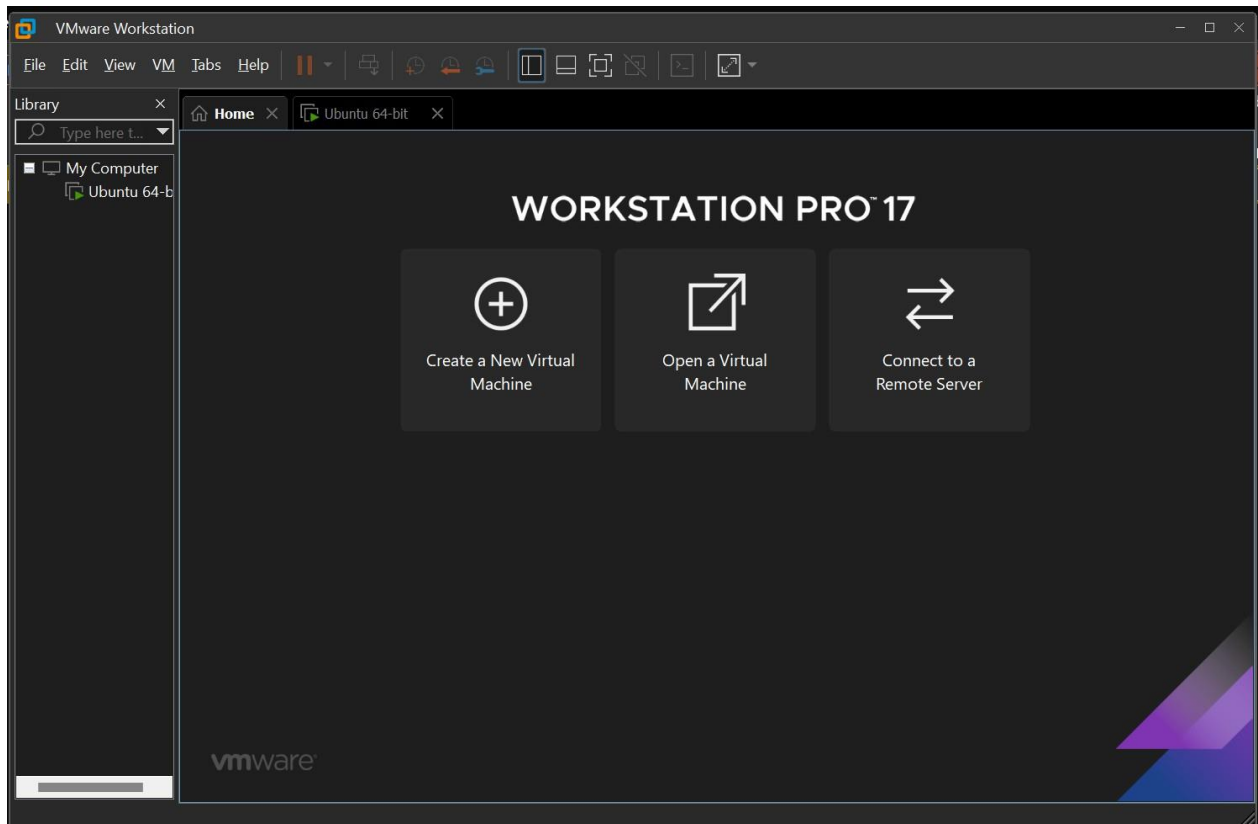 VMware Workstation
File Edit View VM Tabs Help
Library
Home
Ubuntu 64-bit
Type here t...
My Computer
Ubuntu 64-b
WORKSTATION PRO™ 17
Create a New Virtual
Machine
Open a Virtual
Machine
Connect to a
Remote Server
vmware